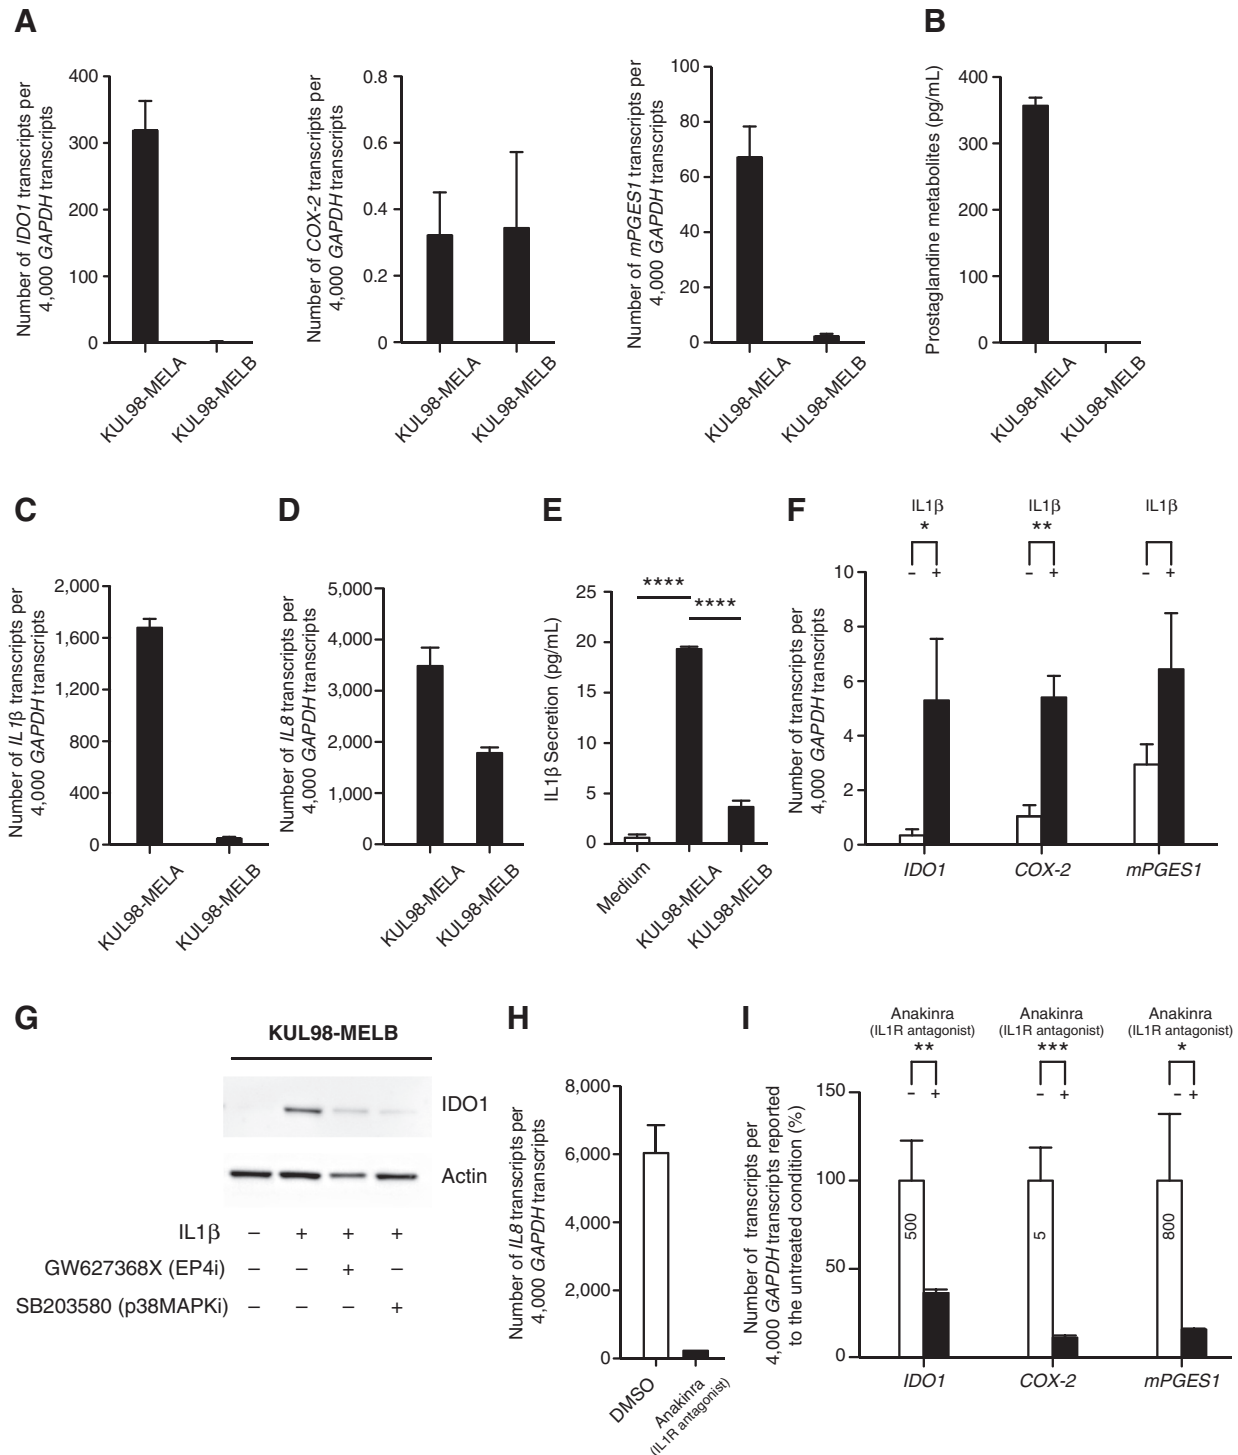 A
B
Number of IDO1 transcripts per
4,000 GAPDH transcripts
400
300
200
100
0
KUL98-MELA
KUL98-MELB
Number of COX-2 transcripts per
4,000 GAPDH transcripts
0.8
0.6
0.4
0.2
0
KUL98-MELA
KUL98-MELB
Number of mPGES1 transcripts per
4,000 GAPDH transcripts
100
80
60
40
20
0
KUL98-MELA
KUL98-MELB
Prostaglandine metabolites (pg/mL)
400
300
200
100
0
KUL98-MELA
KUL98-MELB
C
D
E
F
Number of IL1β transcripts per
4,000 GAPDH transcripts
2,000
1,600
1,200
800
400
0
KUL98-MELA
KUL98-MELB
Number of IL8 transcripts per
4,000 GAPDH transcripts
5,000
4,000
3,000
2,000
1,000
0
KUL98-MELA
KUL98-MELB
IL1β Secretion (pg/mL)
25
20
15
10
5
0
****
****
Medium
KUL98-MELA
KUL98-MELB
IL1β
*
– +
IL1β
**
– +
IL1β
– +
Number of transcripts per
4,000 GAPDH transcripts
10
8
6
4
2
0
IDO1
COX-2
mPGES1
G
KUL98-MELB
IDO1
Actin
IL1β – + + +
GW627368X (EP4i) – – + –
SB203580 (p38MAPKi) – – – +
H
Number of IL8 transcripts per
4,000 GAPDH transcripts
8,000
6,000
4,000
2,000
0
DMSO
Anakinra
(IL1R antagonist)
I
Anakinra
(IL1R antagonist)
**
– +
Anakinra
(IL1R antagonist)
***
– +
Anakinra
(IL1R antagonist)
*
– +
Number of transcripts per
4,000 GAPDH transcripts reported
to the untreated condition (%)
150
100
50
0
500
5
800
IDO1
COX-2
mPGES1